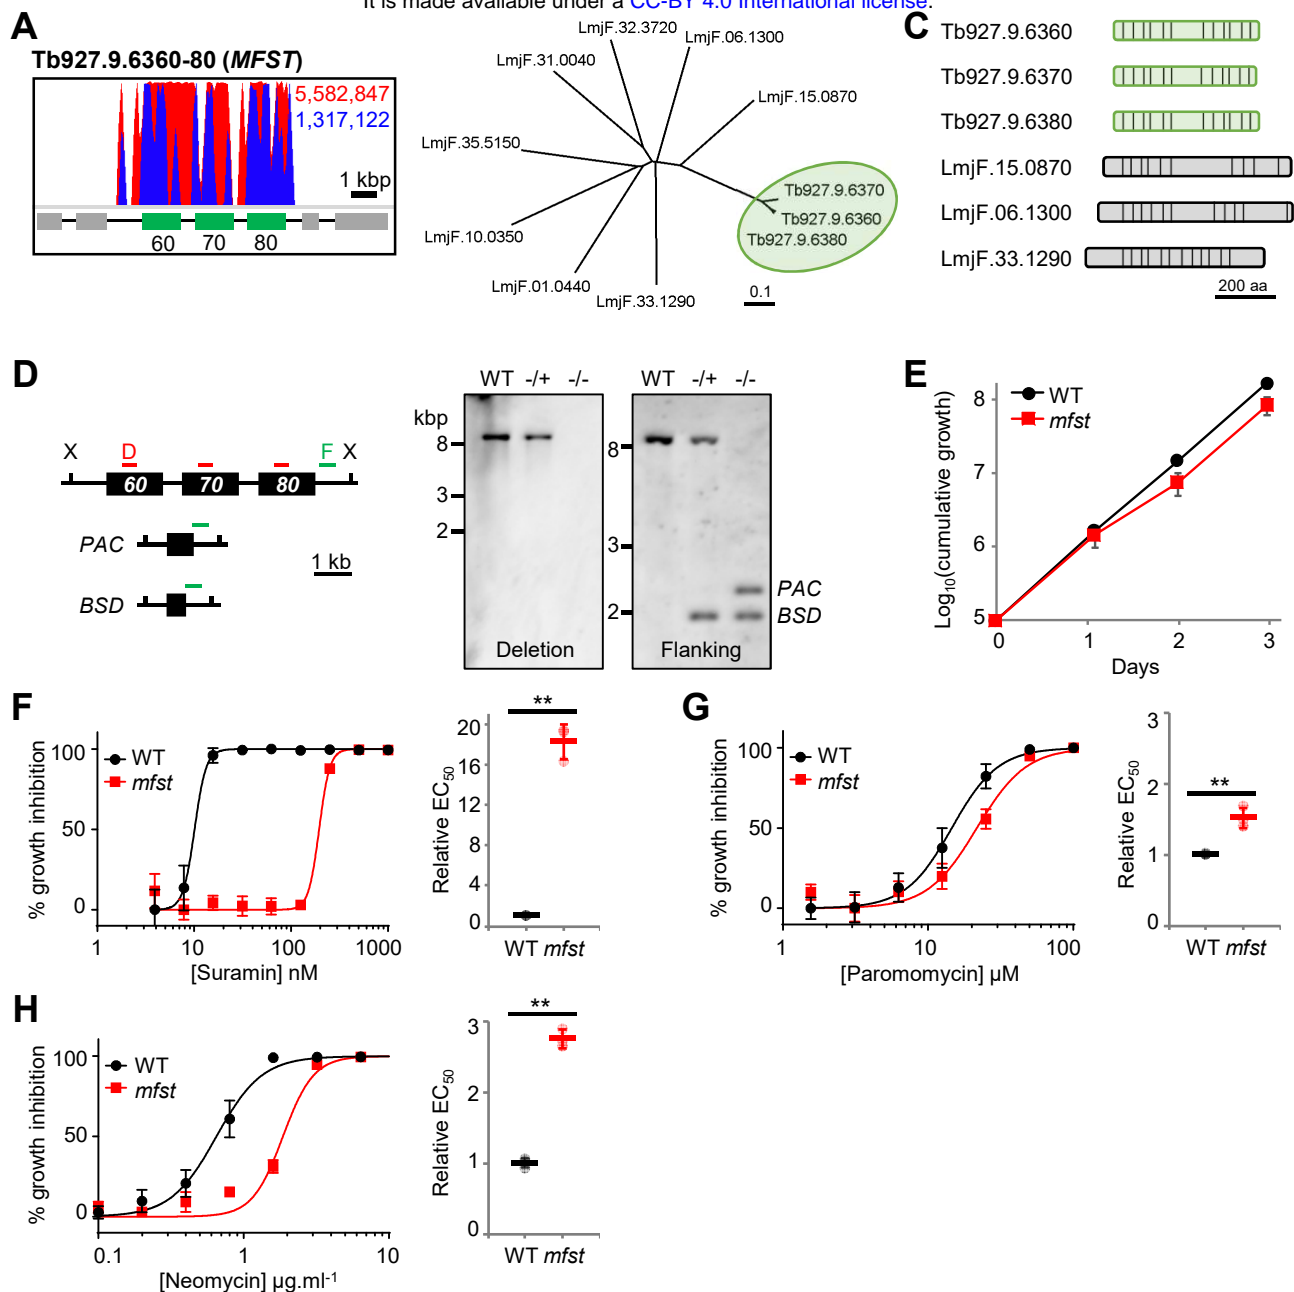 It is made available under a CC-BY 4.0 International license.
A
Tb927.9.6360-80 (MFST)
5,582,847
1,317,122
1 kbp
60 70 80
LmjF.32.3720
LmjF.06.1300
LmjF.31.0040
LmjF.15.0870
LmjF.35.5150
Tb927.9.6370
Tb927.9.6360
Tb927.9.6380
LmjF.10.0350
LmjF.01.0440
LmjF.33.1290
0.1
C
Tb927.9.6360
Tb927.9.6370
Tb927.9.6380
LmjF.15.0870
LmjF.06.1300
LmjF.33.1290
200 aa
D
X D F X
60 70 80
PAC
1 kb
BSD
WT -/+ -/-
kbp
8
3
2
Deletion
WT -/+ -/-
8
3
2
PAC
BSD
Flanking
E
Log10(cumulative growth)
8
7
6
5
WT
mfst
0 1 2 3
Days
F
% growth inhibition
100
50
0
WT
mfst
1 10 100 1000
[Suramin] nM
Relative EC50
20
16
12
8
4
0
**
WT mfst
G
% growth inhibition
100
50
0
WT
mfst
1 10 100
[Paromomycin] µM
Relative EC50
3
2
1
0
**
WT mfst
H
% growth inhibition
100
50
0
WT
mfst
0.1 1 10
[Neomycin] µg.ml-1
Relative EC50
3
2
1
0
**
WT mfst